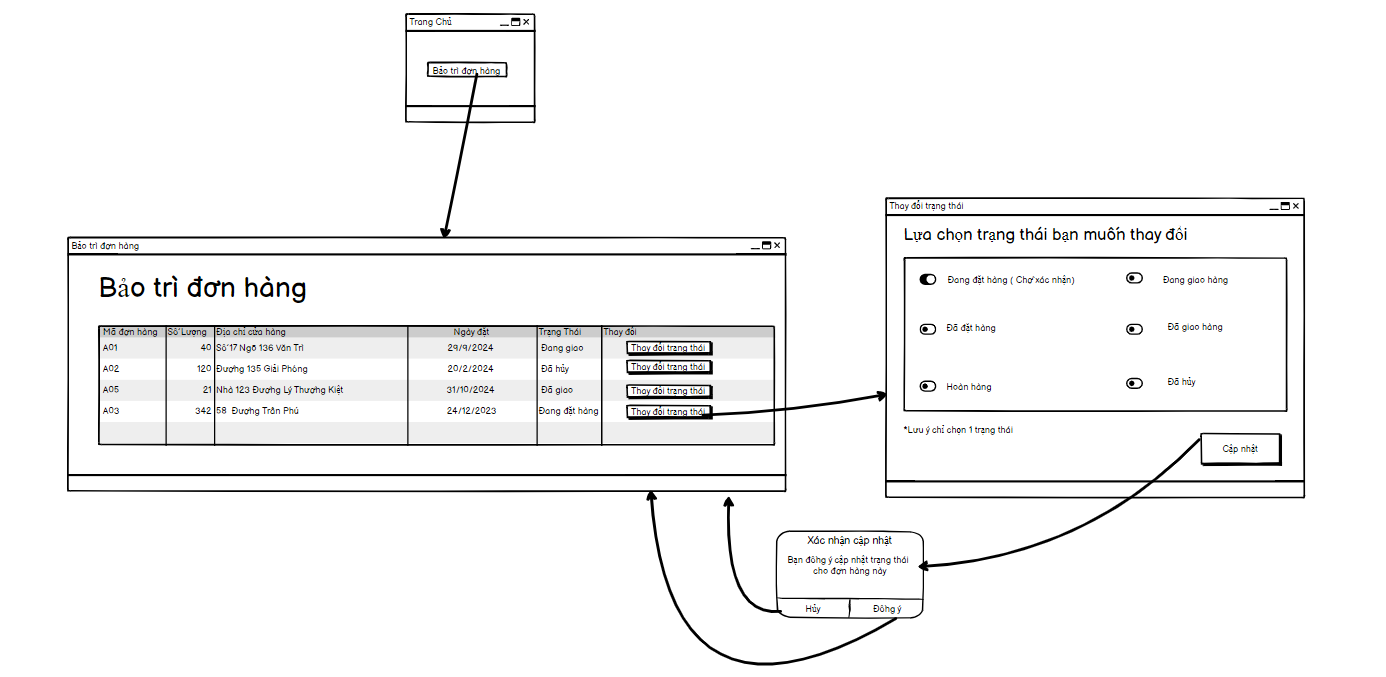 Trang Chủ
Bảo trì đơn hàng
Bảo trì đơn hàng
Bảo trì đơn hàng
Mã đơn hàng Số Lượng Địa chỉ cửa hàng Ngày đặt Trạng Thái Thay đổi
A01 40 Số 17 Ngõ 136 Văn Trì 29/9/2024 Đang giao Thay đổi trạng thái
A02 120 Đường 135 Giải Phóng 20/2/2024 Đã hủy Thay đổi trạng thái
A05 21 Nhà 123 Đường Lý Thường Kiệt 31/10/2024 Đã giao Thay đổi trạng thái
A03 342 58 Đường Trần Phú 24/12/2023 Đang đặt hàng Thay đổi trạng thái
Thay đổi trạng thái
Lựa chọn trạng thái bạn muốn thay đổi
Đang đặt hàng ( Chờ xác nhận) Đang giao hàng
Đã đặt hàng Đã giao hàng
Hoàn hàng Đã hủy
*Lưu ý chỉ chọn 1 trạng thái
Cập nhật
Xác nhận cập nhật
Bạn đồng ý cập nhật trạng thái
cho đơn hàng này
Hủy Đồng ý